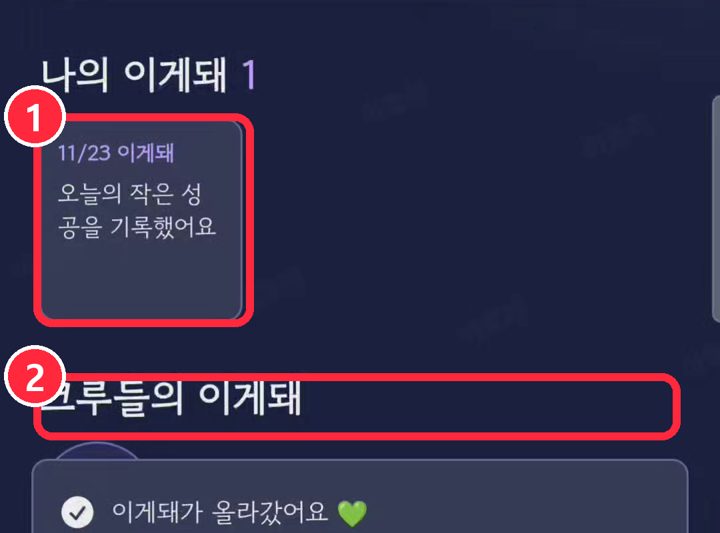 나의 이게돼 1
1
11/23 이게돼
오늘의 작은 성
공을 기록했어요
2
크루들의 이게돼
이게돼가 올라갔어요 💚